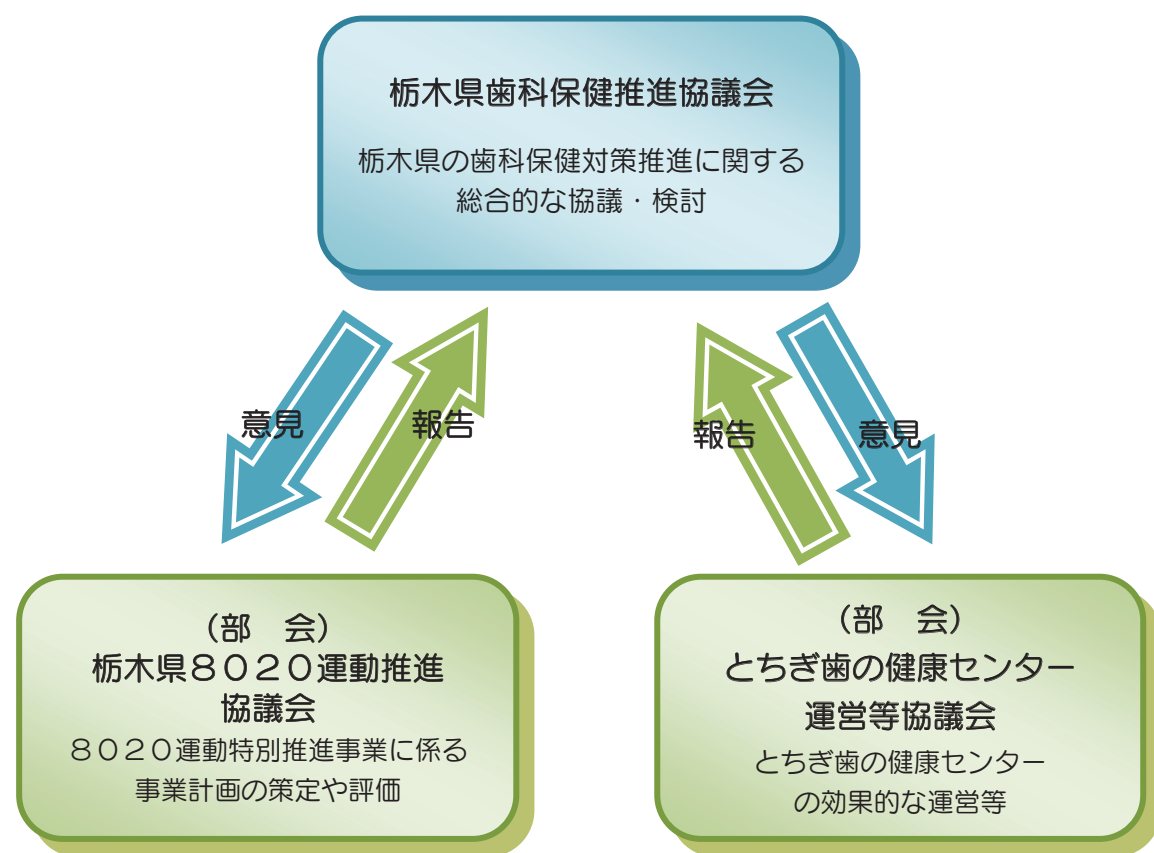 栃木県歯科保健推進協議会
栃木県の歯科保健対策推進に関する
総合的な協議・検討
意見
報告
報告
意見
（部　会）
栃木県８０２０運動推進
協議会
８０２０運動特別推進事業に係る
事業計画の策定や評価
（部　会）
とちぎ歯の健康センター
運営等協議会
とちぎ歯の健康センター
の効果的な運営等